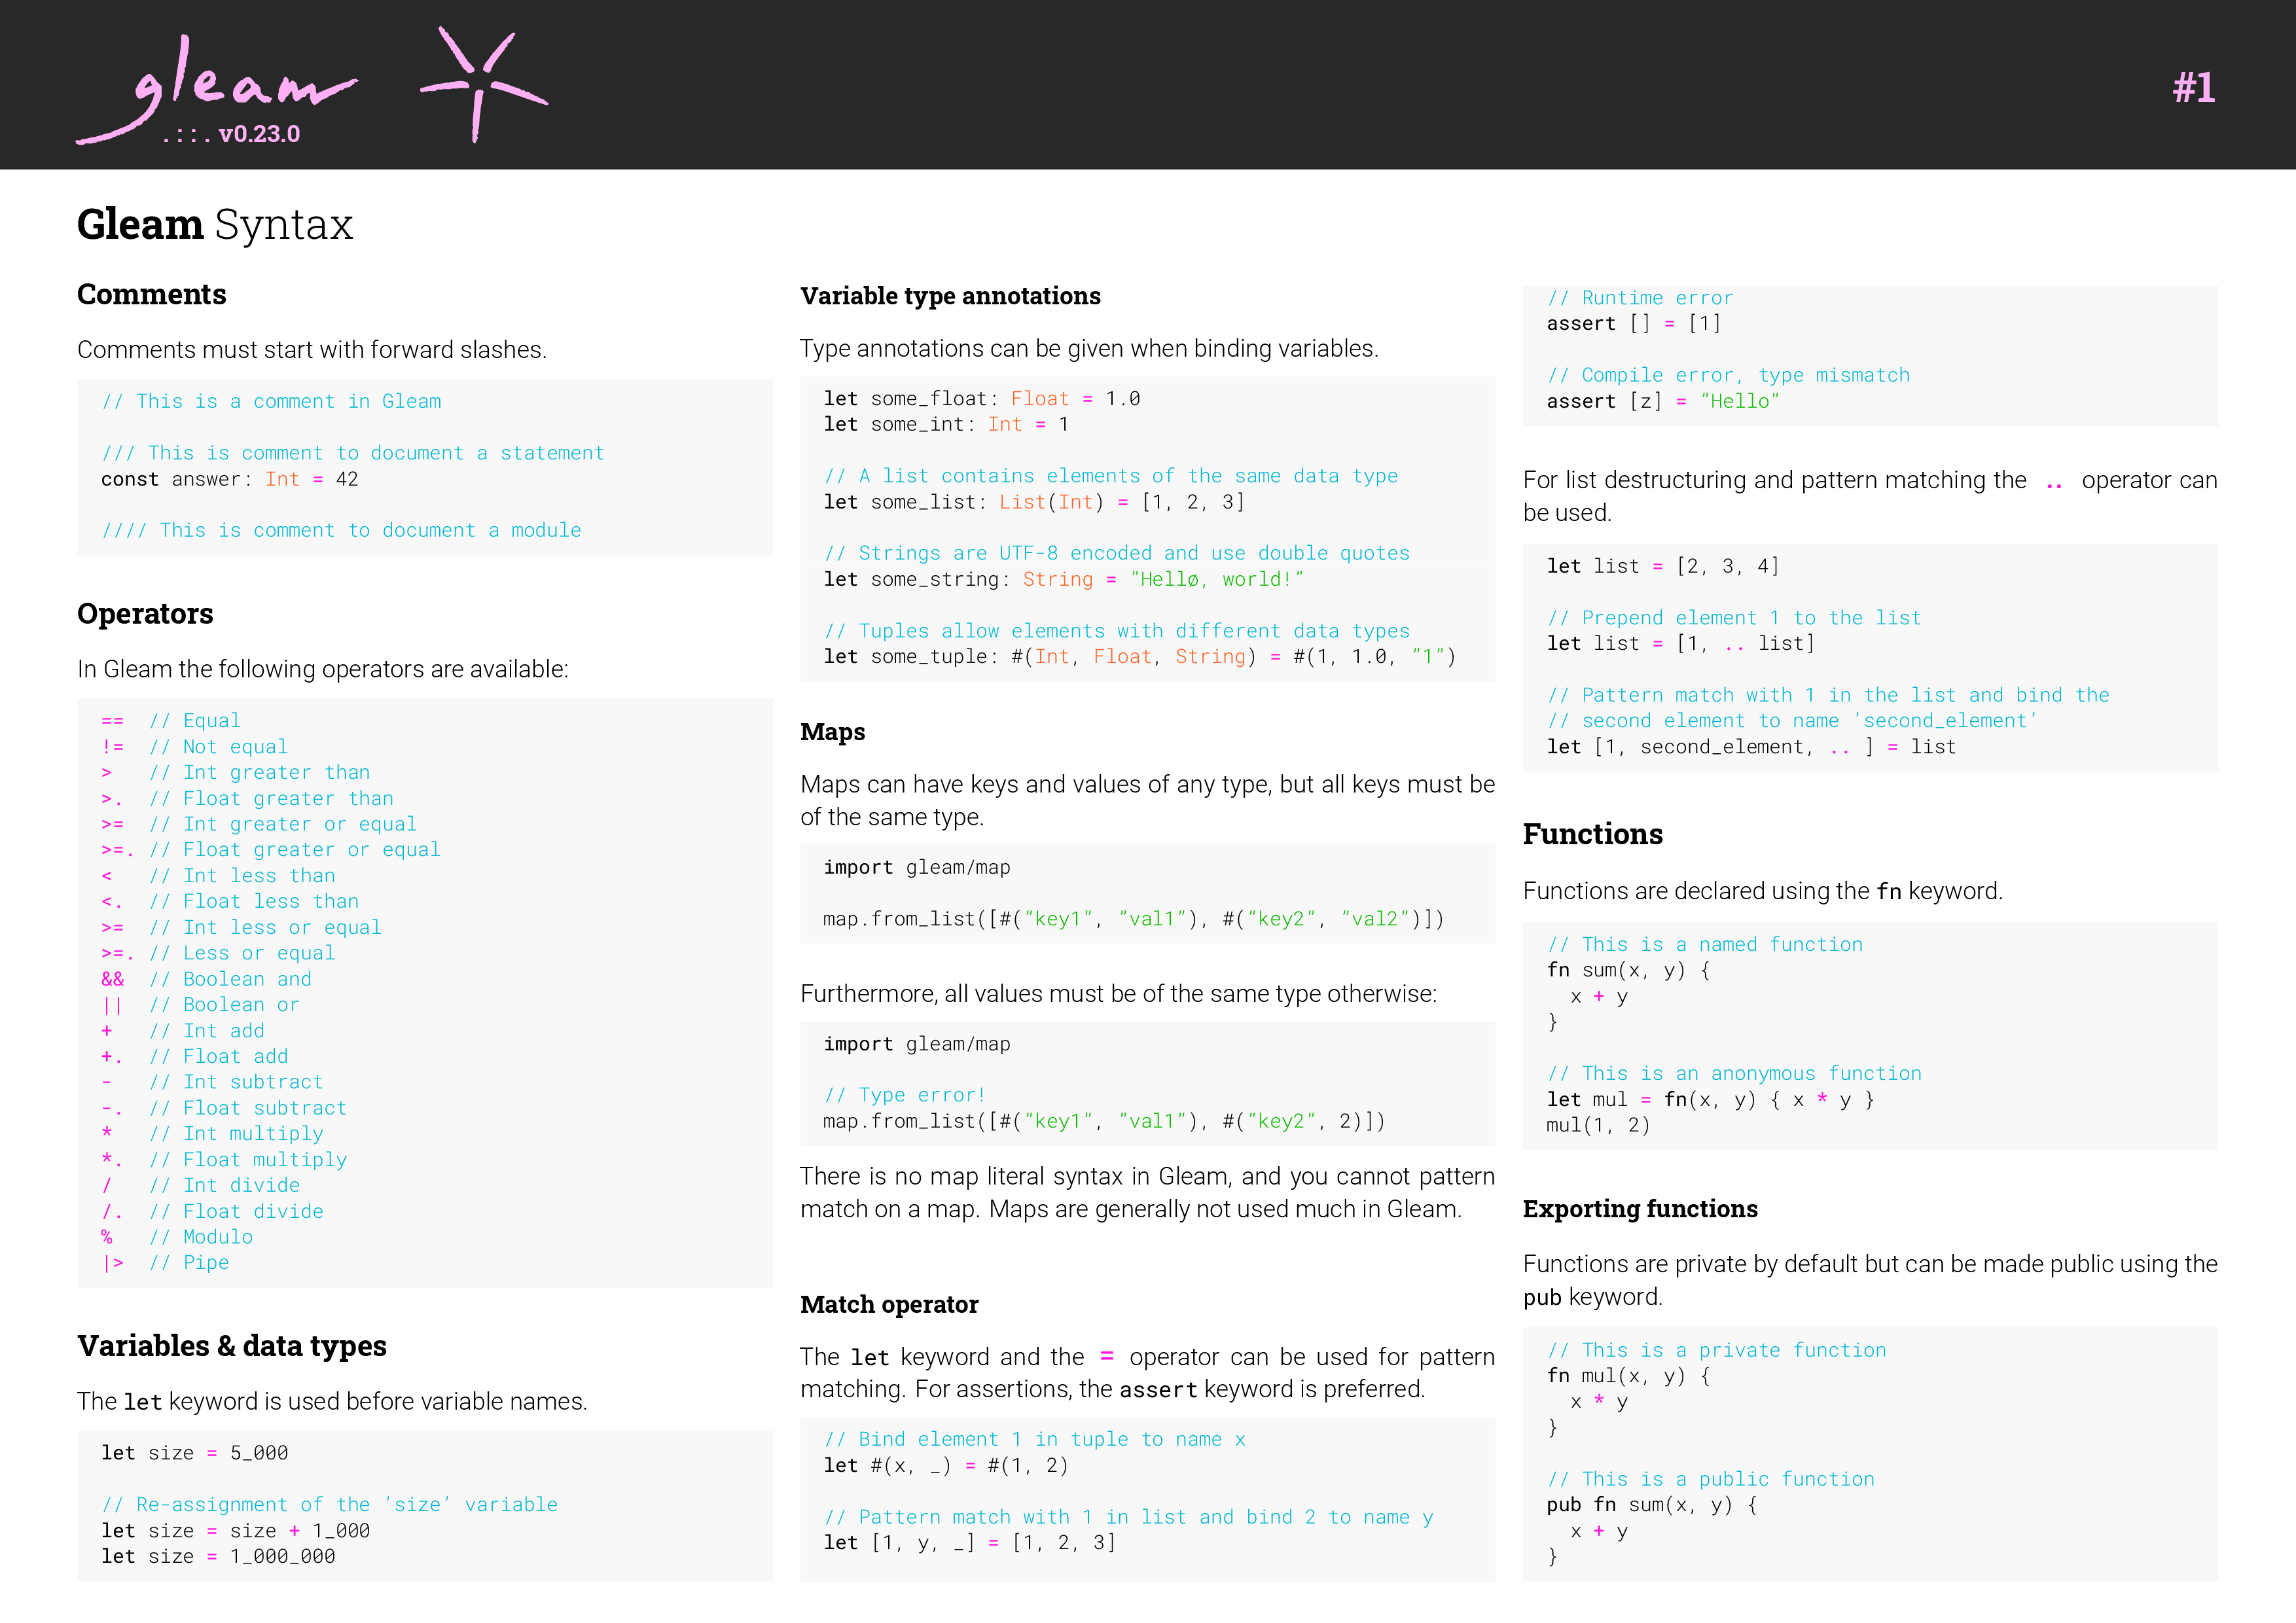 gleam
.::. v0.23.0
#1
Gleam Syntax
Comments
Comments must start with forward slashes.
// This is a comment in Gleam
/// This is comment to document a statement
const answer: Int = 42
//// This is comment to document a module
Operators
In Gleam the following operators are available:
== // Equal
!= // Not equal
> // Int greater than
>. // Float greater than
>= // Int greater or equal
>=. // Float greater or equal
< // Int less than
<. // Float less than
>= // Int less or equal
>=. // Less or equal
&& // Boolean and
|| // Boolean or
+ // Int add
+. // Float add
- // Int subtract
-. // Float subtract
* // Int multiply
*. // Float multiply
/ // Int divide
/. // Float divide
% // Modulo
|> // Pipe
Variables & data types
The let keyword is used before variable names.
let size = 5_000
// Re-assignment of the 'size' variable
let size = size + 1_000
let size = 1_000_000
Variable type annotations
Type annotations can be given when binding variables.
let some_float: Float = 1.0
let some_int: Int = 1
// A list contains elements of the same data type
let some_list: List(Int) = [1, 2, 3]
// Strings are UTF-8 encoded and use double quotes
let some_string: String = "Hellø, world!"
// Tuples allow elements with different data types
let some_tuple: #(Int, Float, String) = #(1, 1.0, "1")
Maps
Maps can have keys and values of any type, but all keys must be
of the same type.
import gleam/map
map.from_list([#("key1", "val1"), #("key2", "val2")])
Furthermore, all values must be of the same type otherwise:
import gleam/map
// Type error!
map.from_list([#("key1", "val1"), #("key2", 2)])
There is no map literal syntax in Gleam, and you cannot pattern
match on a map. Maps are generally not used much in Gleam.
Match operator
The let keyword and the = operator can be used for pattern
matching. For assertions, the assert keyword is preferred.
// Bind element 1 in tuple to name x
let #(x, _) = #(1, 2)
// Pattern match with 1 in list and bind 2 to name y
let [1, y, _] = [1, 2, 3]
// Runtime error
assert [] = [1]
// Compile error, type mismatch
assert [z] = "Hello"
For list destructuring and pattern matching the .. operator can
be used.
let list = [2, 3, 4]
// Prepend element 1 to the list
let list = [1, .. list]
// Pattern match with 1 in the list and bind the
// second element to name 'second_element'
let [1, second_element, .. ] = list
Functions
Functions are declared using the fn keyword.
// This is a named function
fn sum(x, y) {
x + y
}
// This is an anonymous function
let mul = fn(x, y) { x * y }
mul(1, 2)
Exporting functions
Functions are private by default but can be made public using the
pub keyword.
// This is a private function
fn mul(x, y) {
x * y
}
// This is a public function
pub fn sum(x, y) {
x + y
}